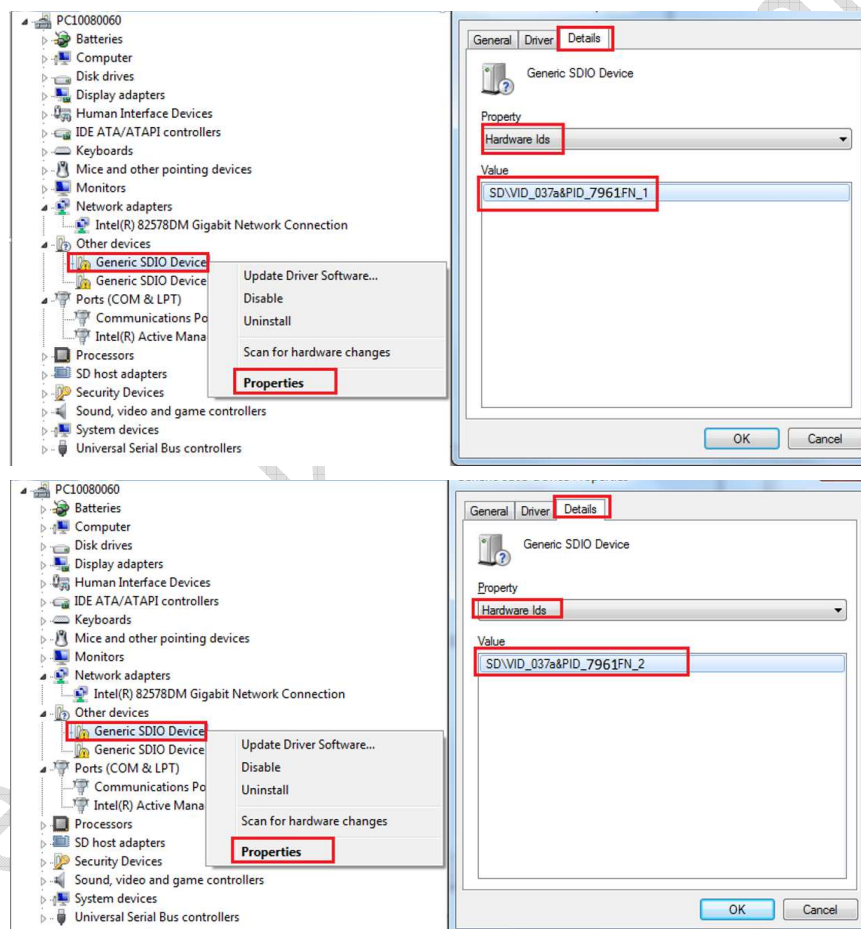 PC10080060
Batteries
Computer
Disk drives
Display adapters
Human Interface Devices
IDE ATA/ATAPI controllers
Keyboards
Mice and other pointing devices
Monitors
Network adapters
Intel(R) 82578DM Gigabit Network Connection
Other devices
Generic SDIO Device
Generic SDIO Device
Ports (COM & LPT)
Communications Po
Intel(R) Active Mana
Processors
SD host adapters
Security Devices
Sound, video and game controllers
System devices
Universal Serial Bus controllers
Update Driver Software...
Disable
Uninstall
Scan for hardware changes
Properties
General Driver Details
Generic SDIO Device
Property
Hardware Ids
Value
SD\VID_037a&PID_7961FN_1
OK Cancel
PC10080060
Batteries
Computer
Disk drives
Display adapters
Human Interface Devices
IDE ATA/ATAPI controllers
Keyboards
Mice and other pointing devices
Monitors
Network adapters
Intel(R) 82578DM Gigabit Network Connection
Other devices
Generic SDIO Device
Generic SDIO Device
Ports (COM & LPT)
Communications Po
Intel(R) Active Mana
Processors
SD host adapters
Security Devices
Sound, video and game controllers
System devices
Universal Serial Bus controllers
Update Driver Software...
Disable
Uninstall
Scan for hardware changes
Properties
General Driver Details
Generic SDIO Device
Property
Hardware Ids
Value
SD\VID_037a&PID_7961FN_2
OK Cancel